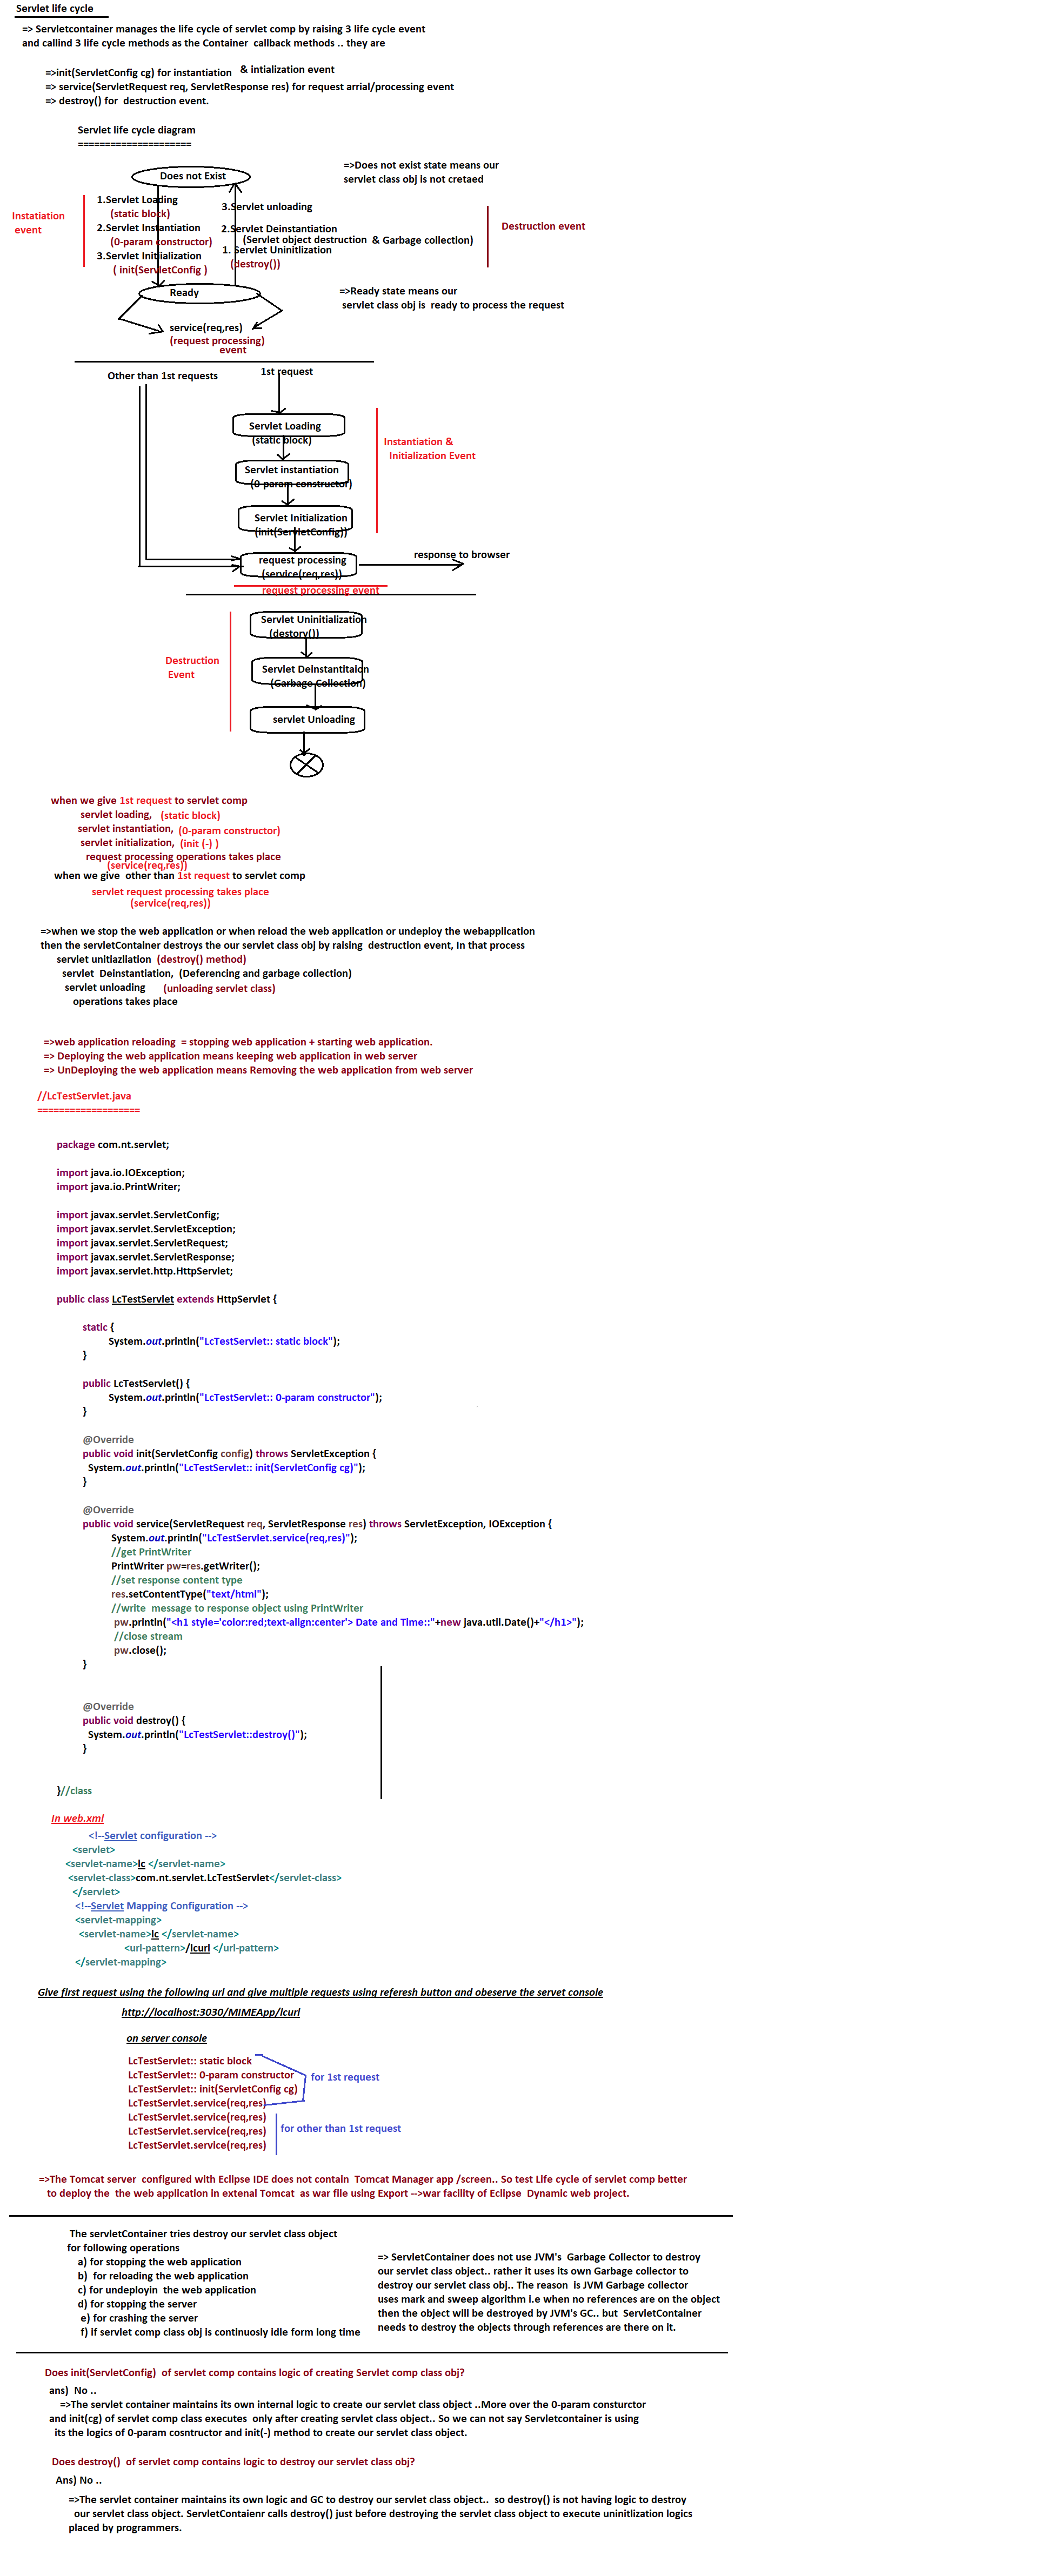 Servlet life cycle
=> Servletcontainer manages the life cycle of servlet comp by raising 3 life cycle event
and callind 3 life cycle methods as the Container  callback methods .. they are
=>init(ServletConfig cg) for instantiation  & intialization event
=> service(ServletRequest req, ServletResponse res) for request arrial/processing event
=> destroy() for  destruction event.
Servlet life cycle diagram
=====================
Does not Exist
=>Does not exist state means our
servlet class obj is not cretaed
Instatiation
event
1.Servlet Loading
(static block)
2.Servlet Instantiation
(0-param constructor)
3.Servlet Initiialization
( init(ServletConfig )
3.Servlet unloading
2.Servlet Deinstantiation
(Servlet object destruction  & Garbage collection)
1. Servlet Uninitlization
(destroy())
Destruction event
Ready
=>Ready state means our
servlet class obj is  ready to process the request
service(req,res)
(request processing)
event
Other than 1st requests
1st request
Servlet Loading
(static block)
Servlet instantiation
(0-param constructor)
Servlet Initialization
(init(ServletConfig))
Instantiation &
Initialization Event
request processing
(service(req,res))
response to browser
request processing event
Servlet Uninitialization
(destory())
Servlet Deinstantitaion
(Garbage Collection)
servlet Unloading
Destruction
Event
when we give 1st request to servlet comp
servlet loading,   (static block)
servlet instantiation,  (0-param constructor)
servlet initialization,  (init (-) )
request processing operations takes place
(service(req,res))
when we give  other than 1st request to servlet comp
servlet request processing takes place
(service(req,res))
=>when we stop the web application or when reload the web application or undeploy the webapplication
then the servletContainer destroys the our servlet class obj by raising  destruction event, In that process
servlet unitiazliation  (destroy() method)
servlet  Deinstantiation,  (Deferencing and garbage collection)
servlet unloading      (unloading servlet class)
operations takes place
=>web application reloading  = stopping web application + starting web application.
=> Deploying the web application means keeping web application in web server
=> UnDeploying the web application means Removing the web application from web server
//LcTestServlet.java
===================
package com.nt.servlet;
import java.io.IOException;
import java.io.PrintWriter;
import javax.servlet.ServletConfig;
import javax.servlet.ServletException;
import javax.servlet.ServletRequest;
import javax.servlet.ServletResponse;
import javax.servlet.http.HttpServlet;
public class LcTestServlet extends HttpServlet {
static {
System.out.println("LcTestServlet:: static block");
}
public LcTestServlet() {
System.out.println("LcTestServlet:: 0-param constructor");
}
@Override
public void init(ServletConfig config) throws ServletException {
System.out.println("LcTestServlet:: init(ServletConfig cg)");
}
@Override
public void service(ServletRequest req, ServletResponse res) throws ServletException, IOException {
System.out.println("LcTestServlet.service(req,res)");
//get PrintWriter
PrintWriter pw=res.getWriter();
//set response content type
res.setContentType("text/html");
//write  message to response object using PrintWriter
pw.println("<h1 style='color:red;text-align:center'> Date and Time::"+new java.util.Date()+"</h1>");
//close stream
pw.close();
}
@Override
public void destroy() {
System.out.println("LcTestServlet::destroy()");
}
}//class
In web.xml
<!--Servlet configuration -->
<servlet>
<servlet-name>lc </servlet-name>
<servlet-class>com.nt.servlet.LcTestServlet</servlet-class>
</servlet>
<!--Servlet Mapping Configuration -->
<servlet-mapping>
<servlet-name>lc </servlet-name>
<url-pattern>/lcurl </url-pattern>
</servlet-mapping>
Give first request using the following url and give multiple requests using referesh button and obeserve the servet console
http://localhost:3030/MIMEApp/lcurl
on server console
LcTestServlet:: static block
LcTestServlet:: 0-param constructor
LcTestServlet:: init(ServletConfig cg)
LcTestServlet.service(req,res)
for 1st request
LcTestServlet.service(req,res)
LcTestServlet.service(req,res)
LcTestServlet.service(req,res)
for other than 1st request
=>The Tomcat server  configured with Eclipse IDE does not contain  Tomcat Manager app /screen.. So test Life cycle of servlet comp better
to deploy the  the web application in extenal Tomcat  as war file using Export -->war facility of Eclipse  Dynamic web project.
The servletContainer tries destroy our servlet class object
for following operations
a) for stopping the web application
b)  for reloading the web application
c) for undeployin  the web application
d) for stopping the server
e) for crashing the server
f) if servlet comp class obj is continuosly idle form long time
=> ServletContainer does not use JVM's  Garbage Collector to destroy
our servlet class object.. rather it uses its own Garbage collector to
destroy our servlet class obj.. The reason  is JVM Garbage collector
uses mark and sweep algorithm i.e when no references are on the object
then the object will be destroyed by JVM's GC.. but  ServletContainer
needs to destroy the objects through references are there on it.
Does init(ServletConfig)  of servlet comp contains logic of creating Servlet comp class obj?
ans)  No ..
=>The servlet container maintains its own internal logic to create our servlet class object ..More over the 0-param consturctor
and init(cg) of servlet comp class executes  only after creating servlet class object.. So we can not say Servletcontainer is using
its the logics of 0-param cosntructor and init(-) method to create our servlet class object.
Does destroy()  of servlet comp contains logic to destroy our servlet class obj?
Ans) No ..
=>The servlet container maintains its own logic and GC to destroy our servlet class object..  so destroy() is not having logic to destroy
our servlet class object. ServletContaienr calls destroy() just before destroying the servlet class object to execute uninitlization logics
placed by programmers.